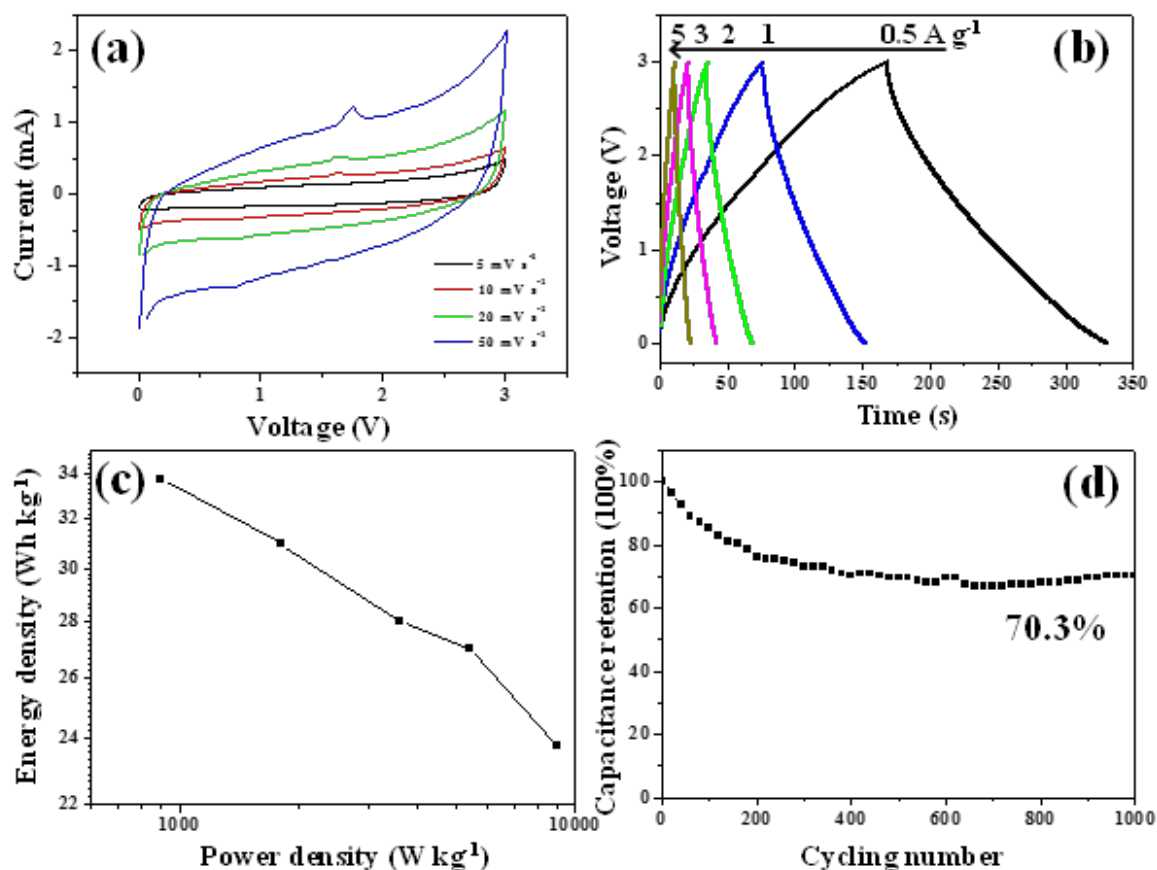 (a)
Current (mA)
2
1
0
-1
-2
5 mV s⁻¹
10 mV s⁻¹
20 mV s⁻¹
50 mV s⁻¹
0 1 2 3
Voltage (V)
(b)
5 3 2 1 0.5 A g⁻¹
Voltage (V)
3
2
1
0
0 50 100 150 200 250 300 350
Time (s)
(c)
Energy density (Wh kg¹)
34
32
30
28
26
24
22
1000 10000
Power density (W kg¹)
(d)
Capacitance retention (100%)
100
80
60
40
20
0
70.3%
0 200 400 600 800 1000
Cycling number